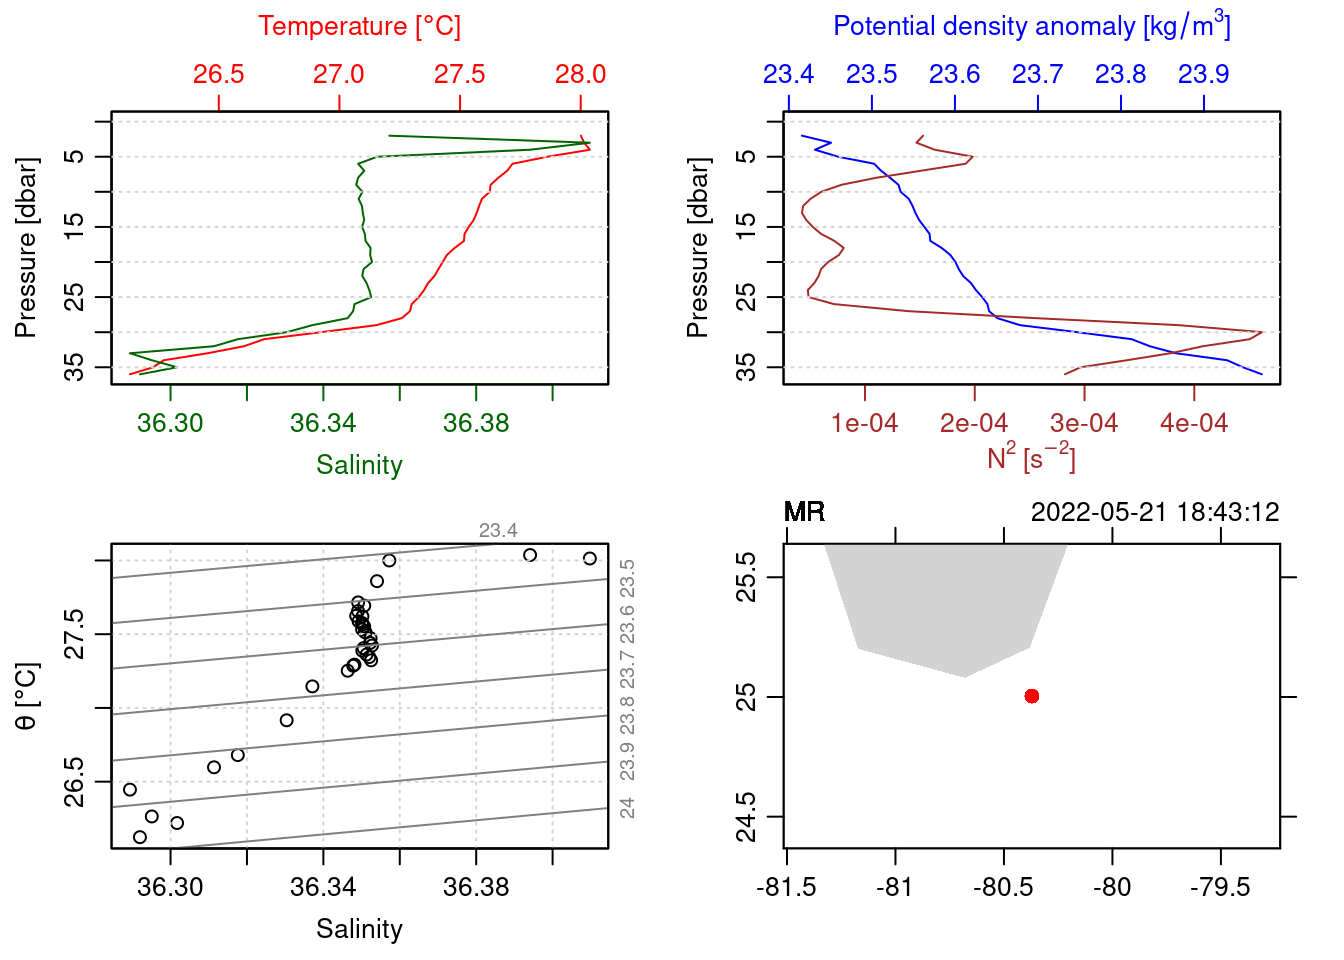 Temperature [°C]
26.5 27.0 27.5 28.0
Pressure [dbar]
5 15 25 35
36.30 36.34 36.38
Salinity
Potential density anomaly [kg/m³]
23.4 23.5 23.6 23.7 23.8 23.9
Pressure [dbar]
5 15 25 35
1e-04 2e-04 3e-04 4e-04
N² [s⁻²]
23.4
θ [°C]
26.5 27.5
24 23.9 23.8 23.7 23.6 23.5
36.30 36.34 36.38
Salinity
MR 2022-05-21 18:43:12
24.5 25 25.5
-81.5 -81 -80.5 -80 -79.5